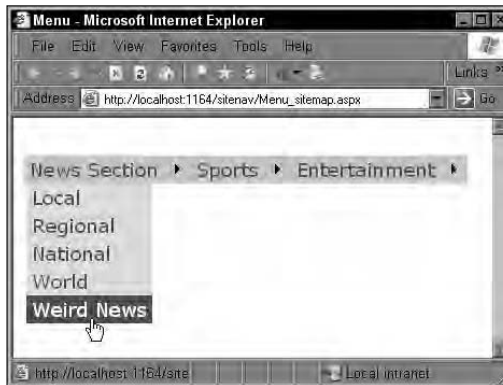 Menu - Microsoft Internet Explorer
File Edit View Favorites Tools Help
Links »
Address http://localhost:1164/sitenav/Menu_sitemap.aspx Go
News Section Sports Entertainment
Local
Regional
National
World
Weird News
http://localhost:1164/site Local intranet